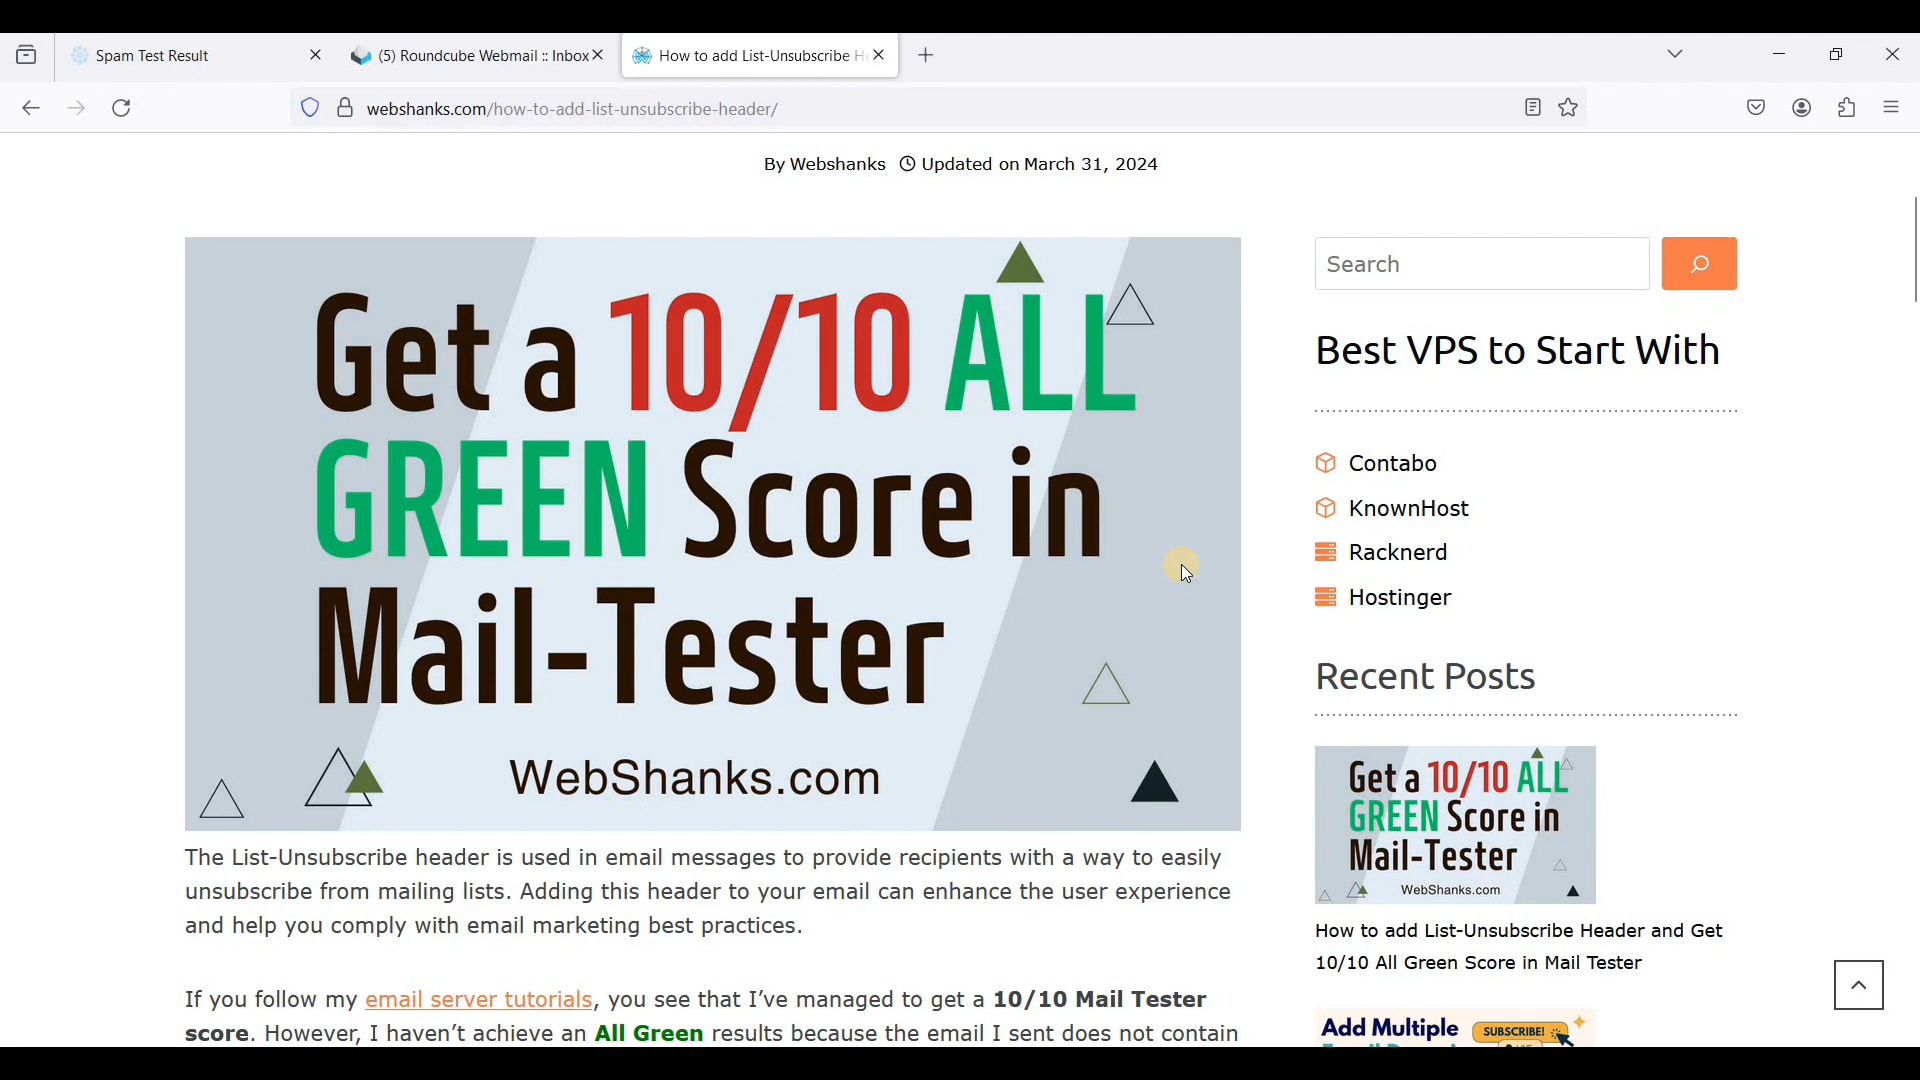 Spam Test Result
(5) Roundcube Webmail :: Inbox
How to add List-Unsubscribe H
webshanks.com/how-to-add-list-unsubscribe-header/
By Webshanks Updated on March 31, 2024
Get a 10/10 ALL
GREEN Score in
Mail-Tester
WebShanks.com
The List-Unsubscribe header is used in email messages to provide recipients with a way to easily
unsubscribe from mailing lists. Adding this header to your email can enhance the user experience
and help you comply with email marketing best practices.
If you follow my email server tutorials, you see that I’ve managed to get a 10/10 Mail Tester
score. However, I haven’t achieve an All Green results because the email I sent does not contain
Search
Best VPS to Start With
Contabo
KnownHost
Racknerd
Hostinger
Recent Posts
Get a 10/10 ALL
GREEN Score in
Mail-Tester
WebShanks.com
How to add List-Unsubscribe Header and Get
10/10 All Green Score in Mail Tester
Add Multiple
SUBSCRIBE!